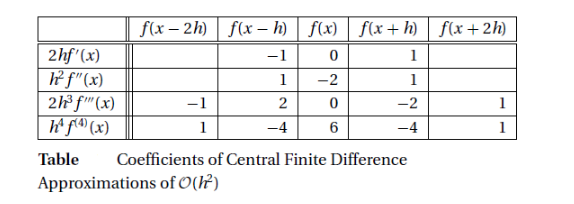 f(x − 2h) f(x − h) f(x) f(x + h) f(x + 2h)
2hf′(x) −1 0 1
h²f″(x) 1 −2 1
2h³f‴(x) −1 2 0 −2 1
h⁴f⁽⁴⁾(x) 1 −4 6 −4 1
Table Coefficients of Central Finite Difference
Approximations of 𝒪(h²)